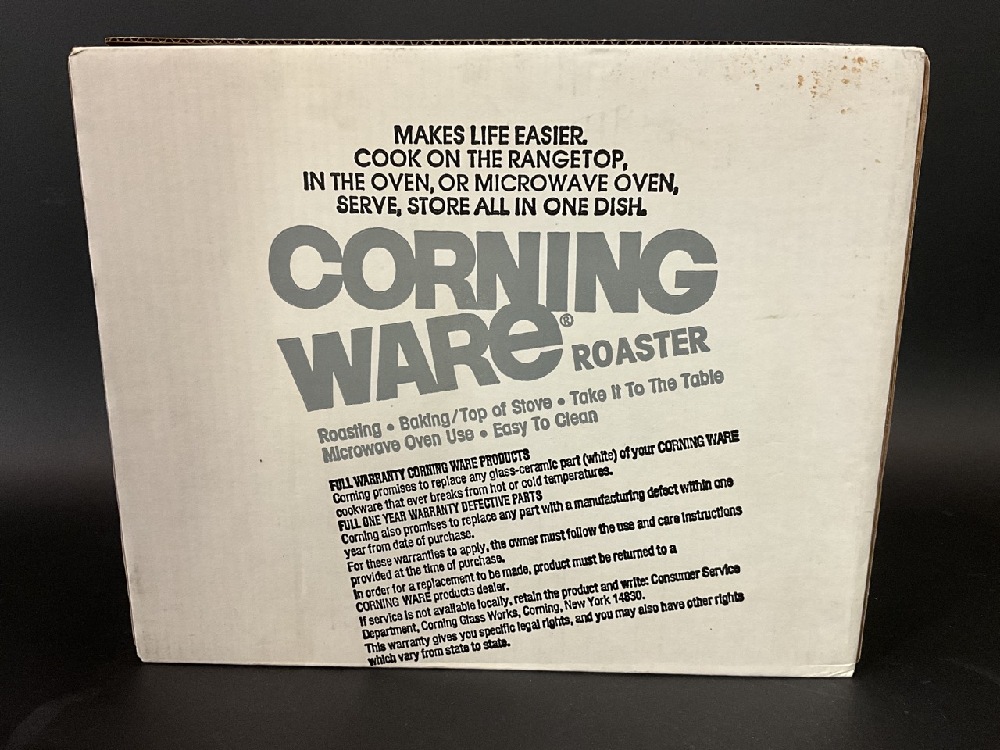 MAKES LIFE EASIER.
COOK ON THE RANGETOP,
IN THE OVEN, OR MICROWAVE OVEN,
SERVE, STORE ALL IN ONE DISH.
CORNING
WARe® ROASTER
Roasting • Baking/Top of Stove • Take It To The Table
Microwave Oven Use • Easy To Clean
FULL WARRANTY CORNING WARE PRODUCTS
Corning promises to replace any glass-ceramic part (white) of your CORNING WARE
cookware that ever breaks from hot or cold temperatures.
FULL ONE YEAR WARRANTY DEFECTIVE PARTS
Corning also promises to replace any part with a manufacturing defect within one
year from date of purchase.
For these warranties to apply, the owner must follow the use and care instructions
provided at the time of purchase.
In order for a replacement to be made, product must be returned to a
CORNING WARE products dealer.
If service is not available locally, retain the product and write: Consumer Service
Department, Corning Glass Works, Corning, New York 14830.
This warranty gives you specific legal rights, and you may also have other rights
which vary from state to state.